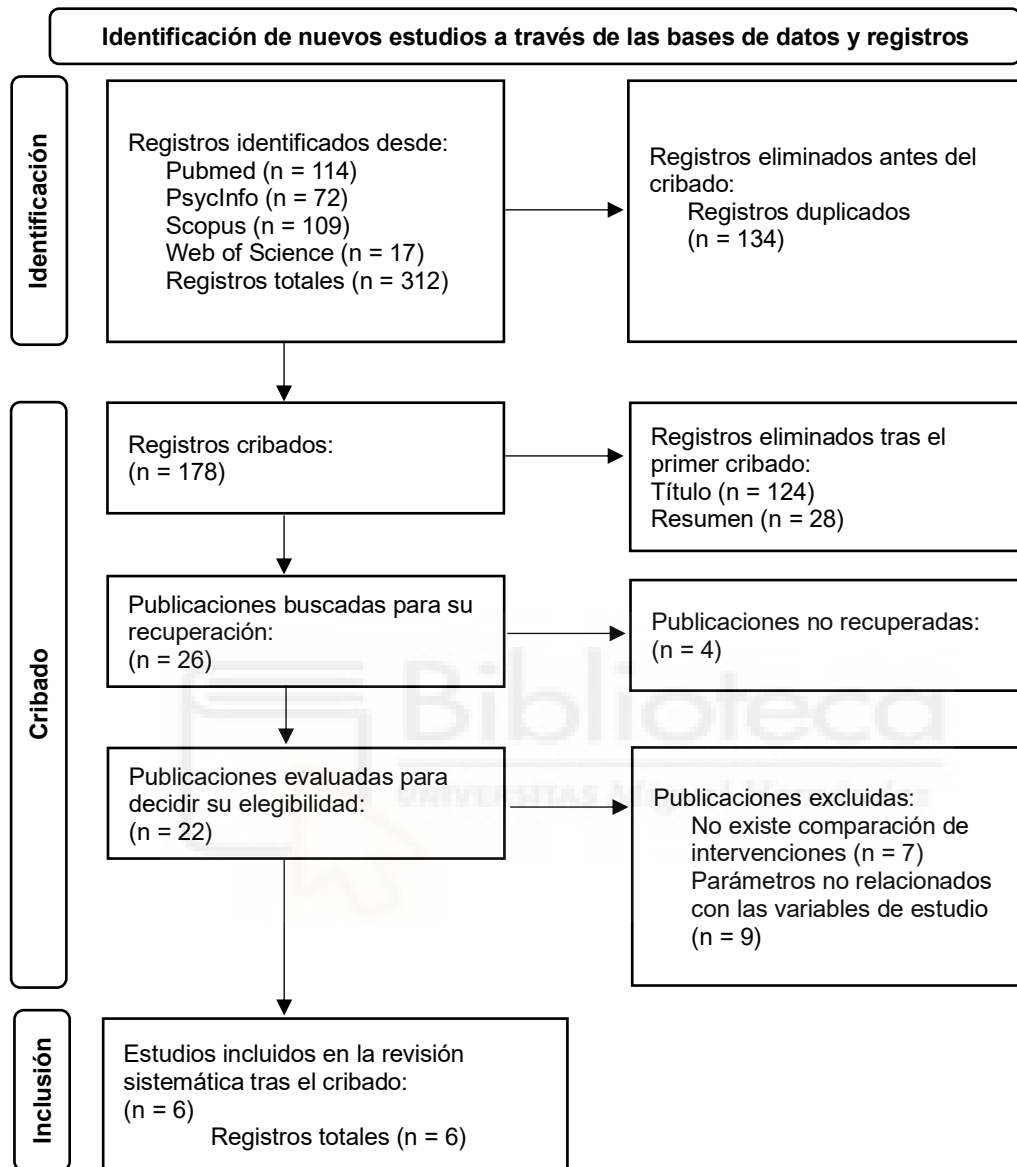 Identificación de nuevos estudios a través de las bases de datos y registros
Identificación
Registros identificados desde:
Pubmed (n = 114)
PsycInfo (n = 72)
Scopus (n = 109)
Web of Science (n = 17)
Registros totales (n = 312)
Registros eliminados antes del
cribado:
Registros duplicados
(n = 134)
Cribado
Registros cribados:
(n = 178)
Registros eliminados tras el
primer cribado:
Título (n = 124)
Resumen (n = 28)
Publicaciones buscadas para su
recuperación:
(n = 26)
Publicaciones no recuperadas:
(n = 4)
Biblioteca
UNIVERSITAS Miguel Hernández
Publicaciones evaluadas para
decidir su elegibilidad:
(n = 22)
Publicaciones excluidas:
No existe comparación de
intervenciones (n = 7)
Parámetros no relacionados
con las variables de estudio
(n = 9)
Inclusión
Estudios incluidos en la revisión
sistemática tras el cribado:
(n = 6)
Registros totales (n = 6)